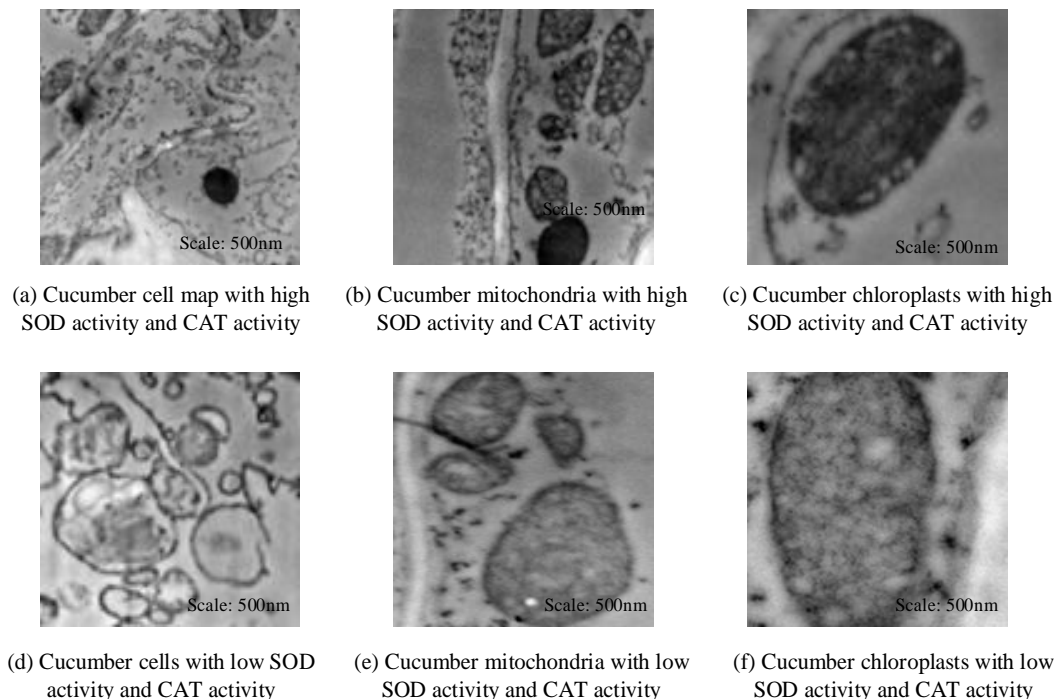 Scale: 500nm
Scale: 500nm
Scale: 500nm
(a) Cucumber cell map with high
SOD activity and CAT activity
(b) Cucumber mitochondria with high
SOD activity and CAT activity
(c) Cucumber chloroplasts with high
SOD activity and CAT activity
Scale: 500nm
Scale: 500nm
Scale: 500nm
(d) Cucumber cells with low SOD
activity and CAT activity
(e) Cucumber mitochondria with low
SOD activity and CAT activity
(f) Cucumber chloroplasts with low
SOD activity and CAT activity